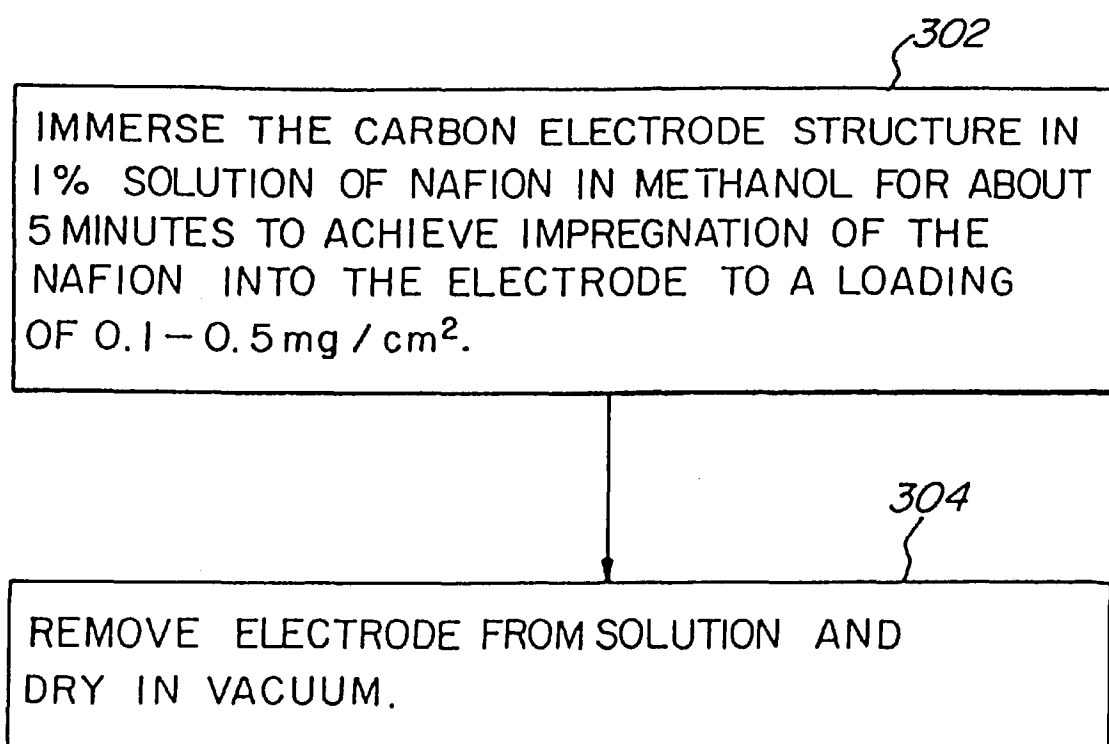 302
IMMERSE THE CARBON ELECTRODE STRUCTURE IN
1% SOLUTION OF NAFION IN METHANOL FOR ABOUT
5 MINUTES TO ACHIEVE IMPREGNATION OF THE
NAFION INTO THE ELECTRODE TO A LOADING
OF 0.1–0.5 mg / cm².
304
REMOVE ELECTRODE FROM SOLUTION AND
DRY IN VACUUM.